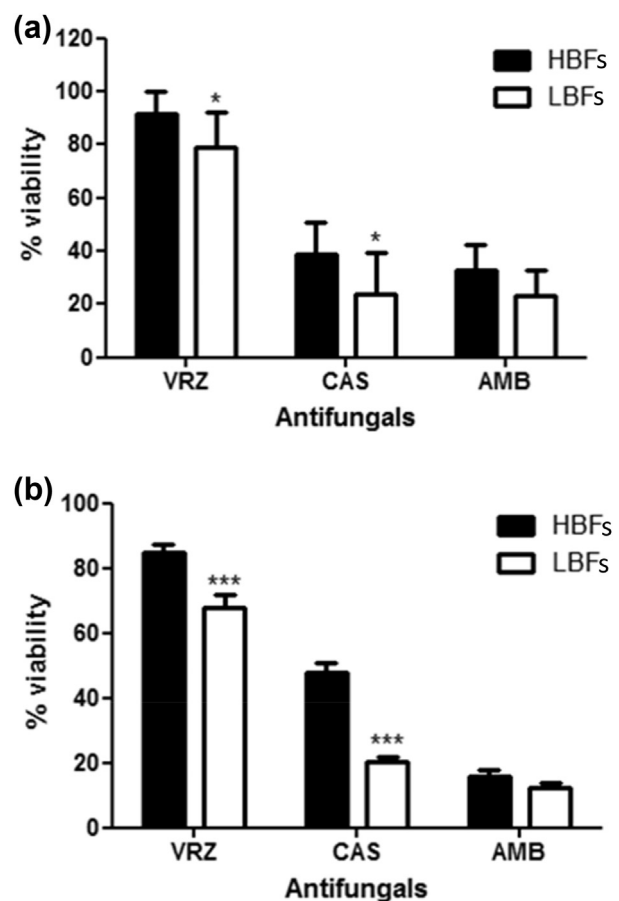 (a)
120
100
80
60
40
20
0
% viability
HBFs
LBFs
*
*
VRZ CAS AMB
Antifungals
(b)
100
80
60
40
20
0
% viability
HBFs
LBFs
***
***
VRZ CAS AMB
Antifungals